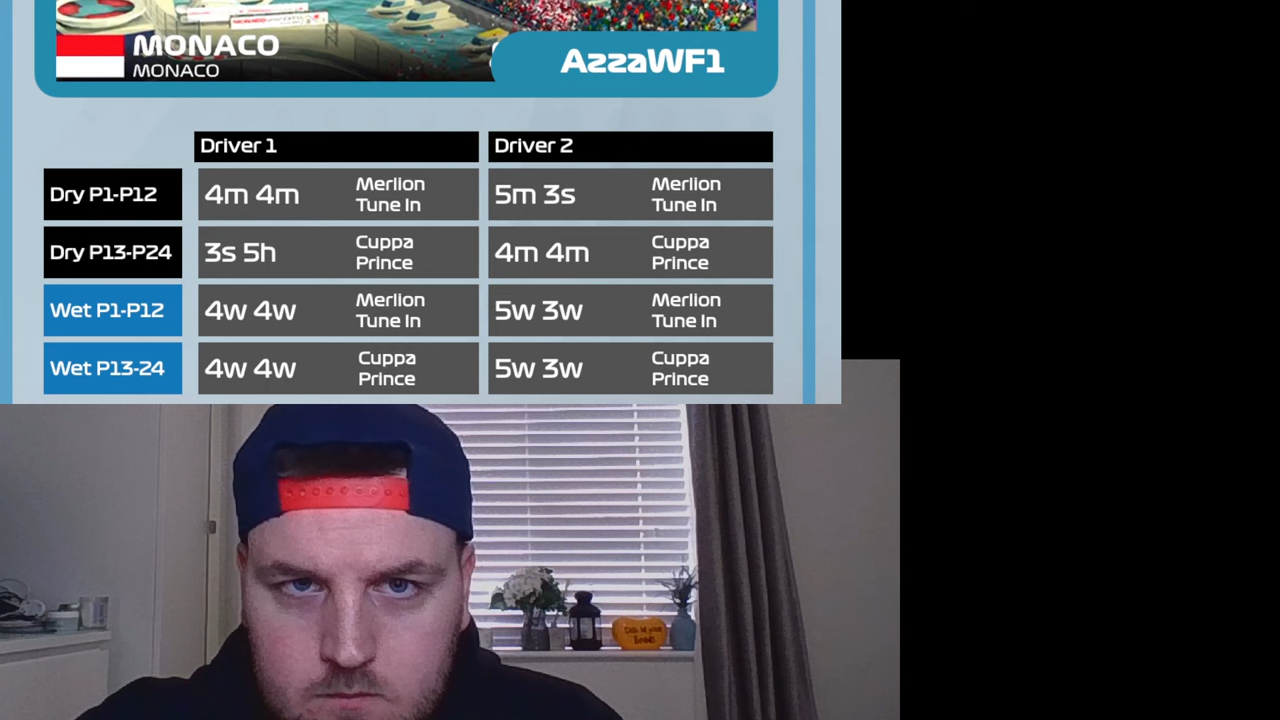 MONACO
MONACO
AzzaWF1
Driver 1
Driver 2
Dry P1-P12
4m 4m
Merlion
Tune In
5m 3s
Merlion
Tune In
Dry P13-P24
3s 5h
Cuppa
Prince
4m 4m
Cuppa
Prince
Wet P1-P12
4w 4w
Merlion
Tune In
5w 3w
Merlion
Tune In
Wet P13-24
4w 4w
Cuppa
Prince
5w 3w
Cuppa
Prince